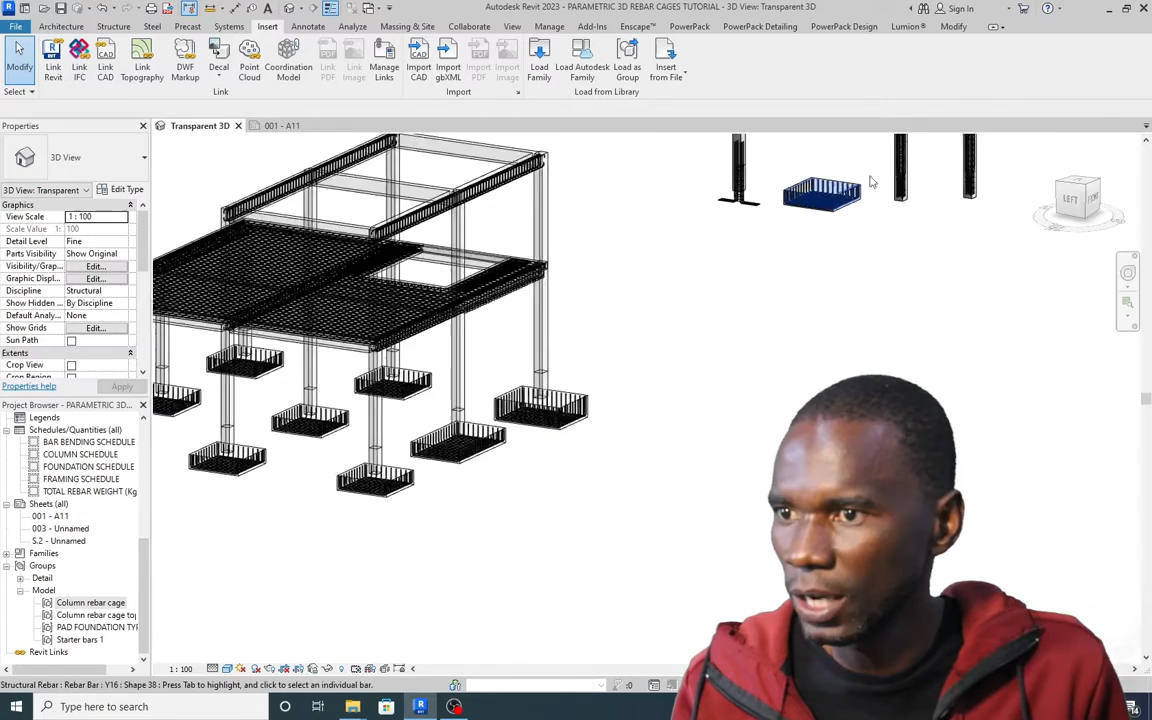 Autodesk Revit 2023 - PARAMETRIC 3D REBAR CAGES TUTORIAL - 3D View: Transparent 3D
Sign In
File Architecture Structure Steel Precast Systems Insert Annotate Analyze Massing & Site Collaborate View Manage Add-Ins Enscape™ PowerPack PowerPack Detailing PowerPack Design Lumion® Modify
Modify Link Revit Link IFC Link CAD Link Topography DWF Markup Decal Point Cloud Coordination Model Link PDF Link Image Manage Links Import CAD Import gbXML Import PDF Import Image Load Family Load Autodesk Family Load as Group Insert from File
Select Link Import Load from Library
Properties
Transparent 3D
001 - A11
3D View
3D View: Transparent
Edit Type
Graphics
View Scale 1 : 100
Scale Value 1: 100
Detail Level Fine
Parts Visibility Show Original
Visibility/Grap... Edit...
Graphic Displ... Edit...
Discipline Structural
Show Hidden ... By Discipline
Default Analy... None
Show Grids Edit...
Sun Path
Extents
Crop View
Crop Region
Properties help
Apply
Project Browser - PARAMETRIC 3D...
Legends
Schedules/Quantities (all)
BAR BENDING SCHEDULE
COLUMN SCHEDULE
FOUNDATION SCHEDULE
FRAMING SCHEDULE
TOTAL REBAR WEIGHT (Kg
Sheets (all)
001 - A11
003 - Unnamed
S.2 - Unnamed
Families
Groups
Detail
Model
Column rebar cage
Column rebar cage top
PAD FOUNDATION TYP
Starter bars 1
Revit Links
LEFT
FRONT
1 : 100
Structural Rebar : Rebar Bar : Y16 : Shape 38 : Press Tab to highlight, and click to select an individual bar.
:0
Type here to search